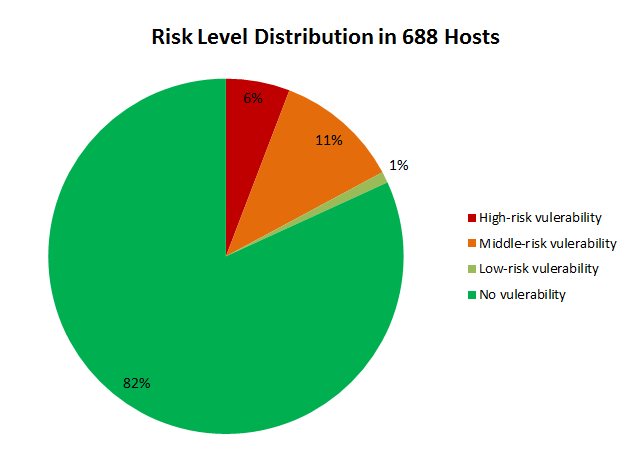 Risk Level Distribution in 688 Hosts
6%
11%
1%
High-risk vulerability
Middle-risk vulerability
Low-risk vulerability
No vulerability
82%